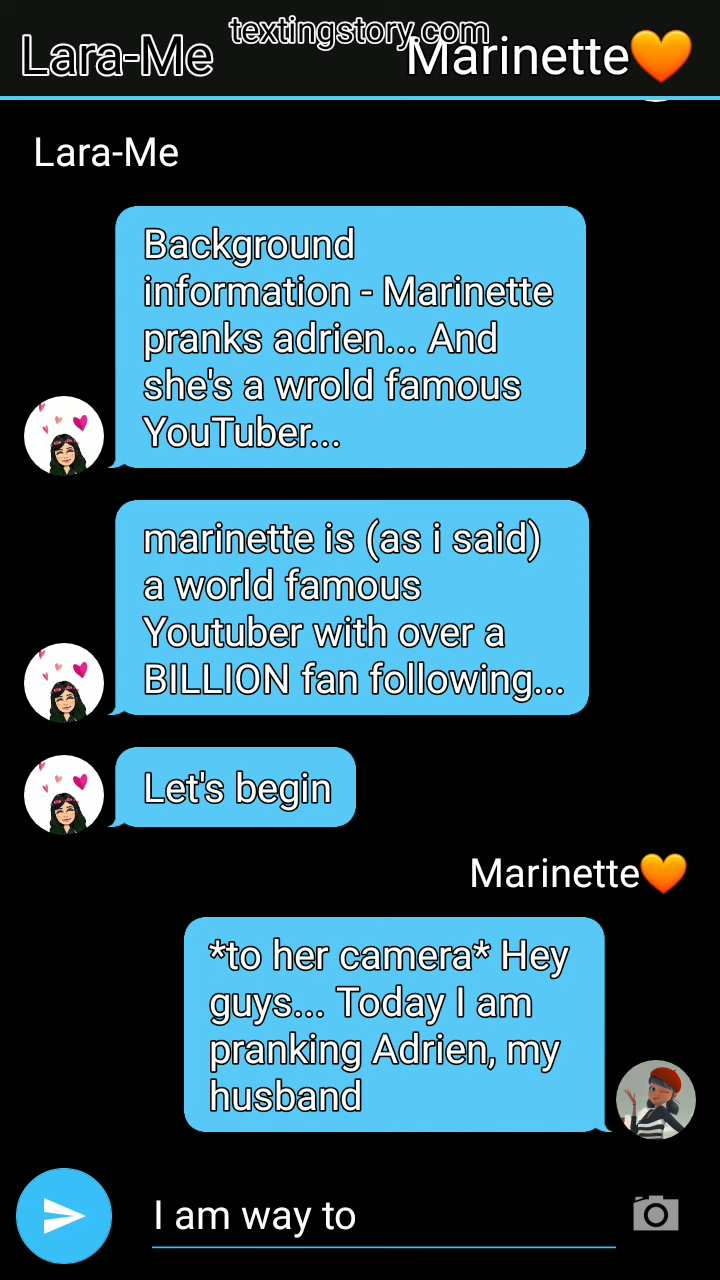 textingstory.com
Lara-Me
Marinette🧡
Lara-Me
Background
information - Marinette
pranks adrien... And
she's a wrold famous
YouTuber...
marinette is (as i said)
a world famous
Youtuber with over a
BILLION fan following...
Let's begin
Marinette🧡
*to her camera* Hey
guys... Today I am
pranking Adrien, my
husband
I am way to